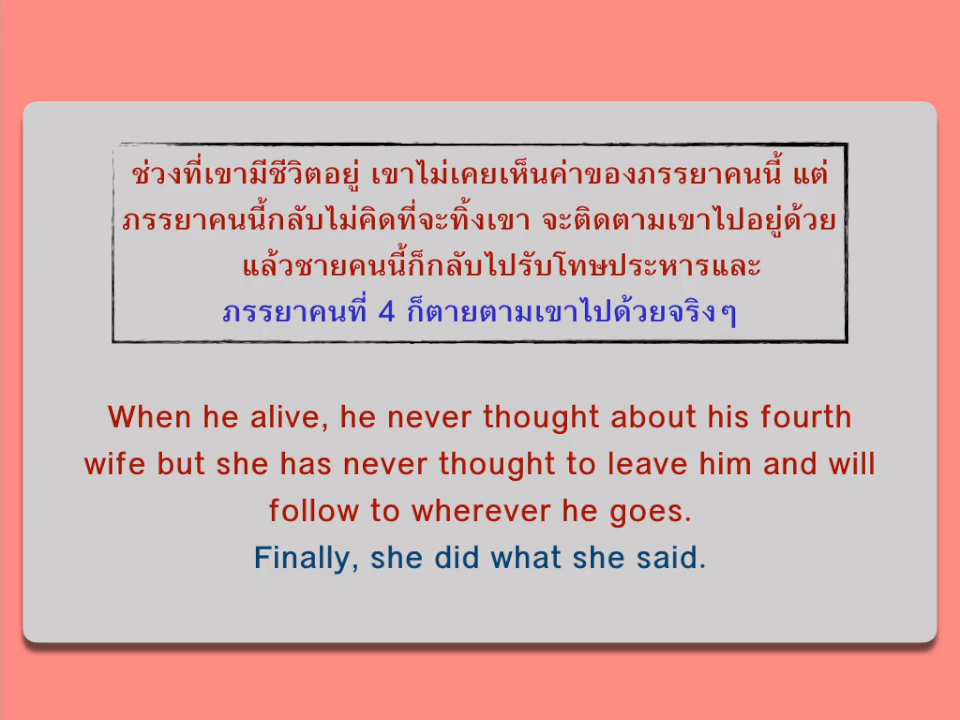 ช่วงที่เขามีชีวิตอยู่ เขาไม่เคยเห็นค่าของภรรยาคนนี้ แต่
ภรรยาคนนี้กลับไม่คิดที่จะทิ้งเขา จะติดตามเขาไปอยู่ด้วย
แล้วชายคนนี้ก็กลับไปรับโทษประหารและ
ภรรยาคนที่ 4 ก็ตายตามเขาไปด้วยจริงๆ
When he alive, he never thought about his fourth
wife but she has never thought to leave him and will
follow to wherever he goes.
Finally, she did what she said.